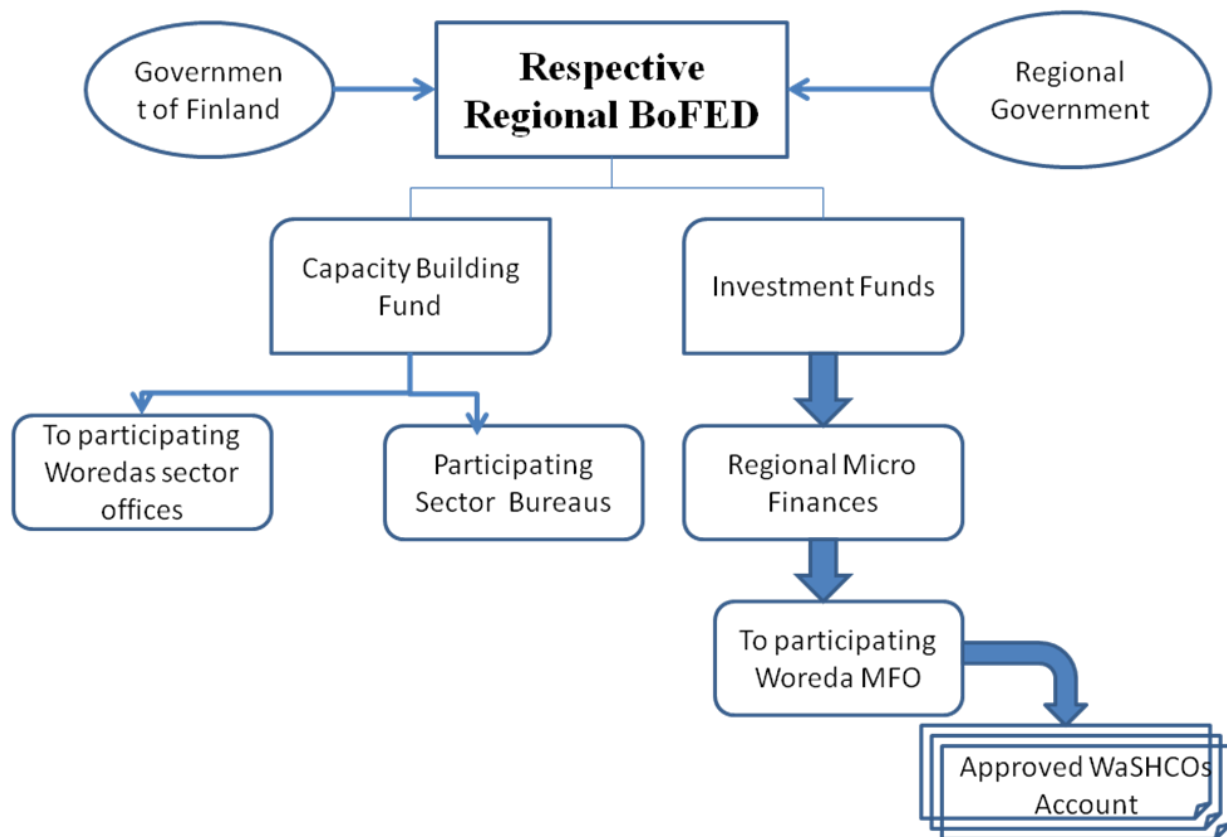 Governmen
t of Finland
Respective
Regional BoFED
Regional
Government
Capacity Building
Fund
Investment Funds
To participating
Woredas sector
offices
Participating
Sector Bureaus
Regional Micro
Finances
To participating
Woreda MFO
Approved WaSHCOs
Account